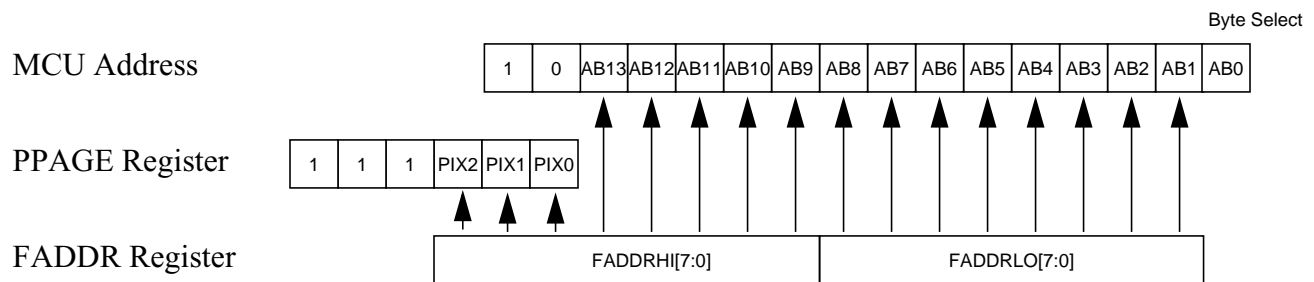 Byte Select
MCU Address 1 0 AB13 AB12 AB11 AB10 AB9 AB8 AB7 AB6 AB5 AB4 AB3 AB2 AB1 AB0
PPAGE Register 1 1 1 PIX2 PIX1 PIX0
FADDR Register FADDRHI[7:0] FADDRLO[7:0]